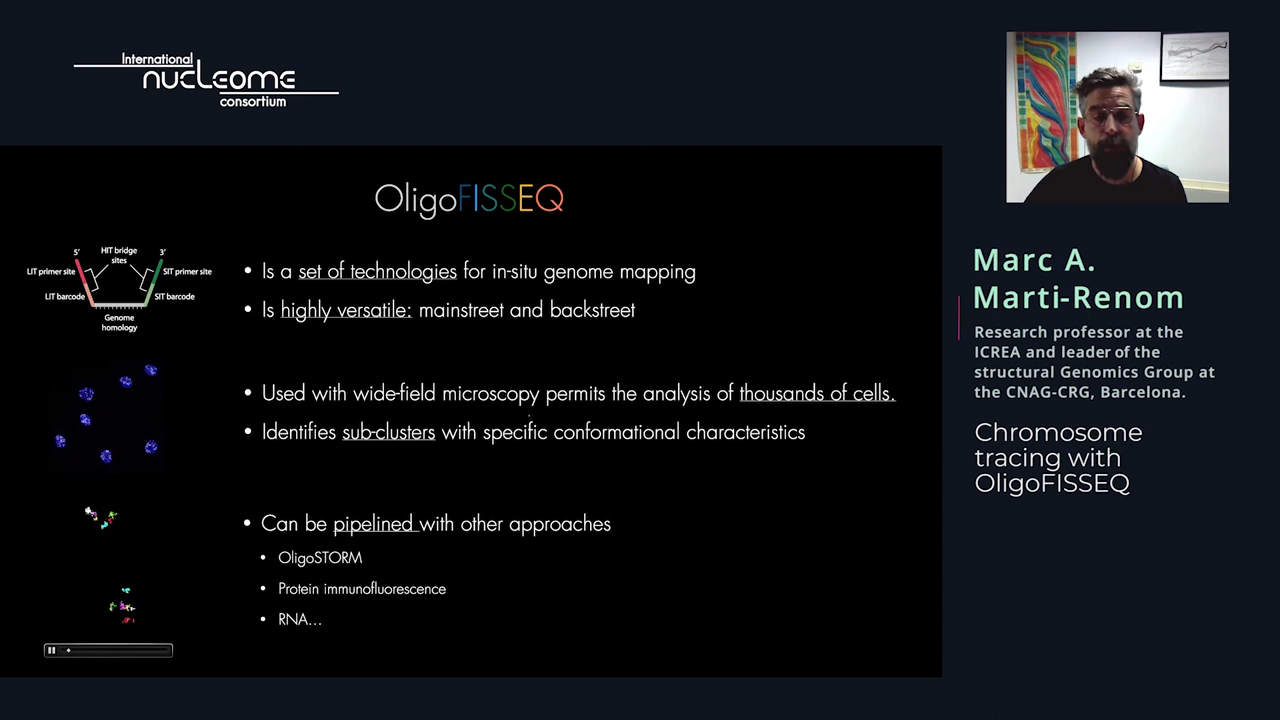 International
nucleome
consortium
OligoFISSEQ
5'
HIT bridge
sites
3'
LIT primer site
SIT primer site
LIT barcode
SIT barcode
Genome
homology
• Is a set of technologies for in-situ genome mapping
• Is highly versatile: mainstreet and backstreet
• Used with wide-field microscopy permits the analysis of thousands of cells.
• Identifies sub-clusters with specific conformational characteristics
• Can be pipelined with other approaches
• OligoSTORM
• Protein immunofluorescence
• RNA...
Marc A.
Marti-Renom
Research professor at the
ICREA and leader of the
structural Genomics Group at
the CNAG-CRG, Barcelona.
Chromosome
tracing with
OligoFISSEQ